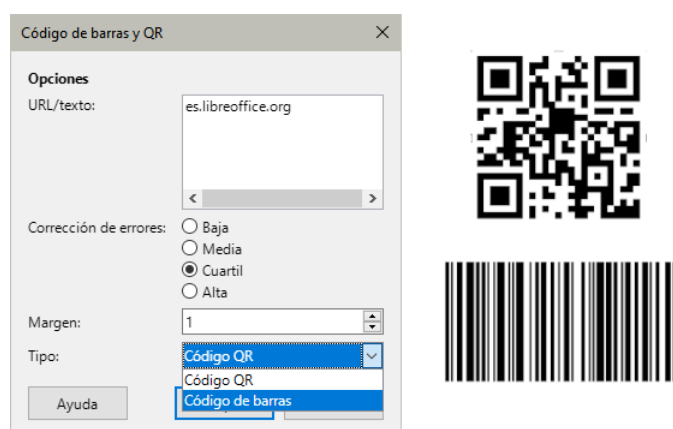 Código de barras y QR
Opciones
URL/texto: es.libreoffice.org
Corrección de errores: Baja
Media
Cuartil
Alta
Margen: 1
Tipo: Código QR
Código QR
Código de barras
Ayuda